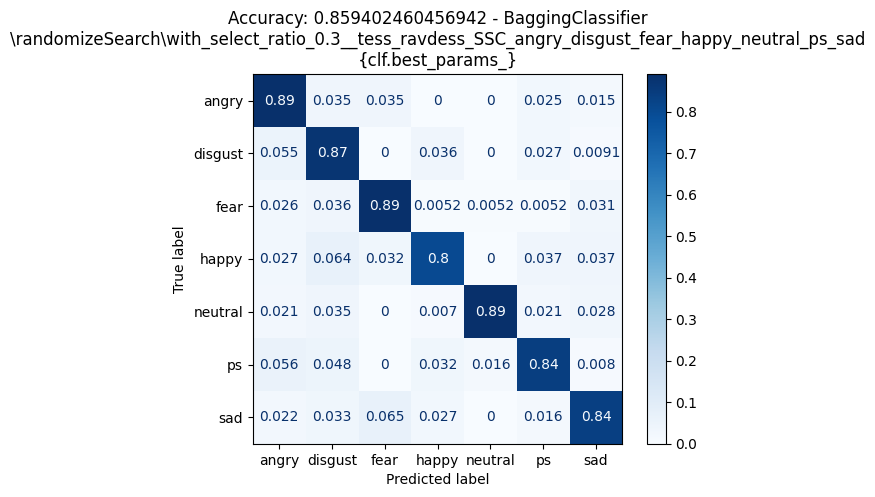 Accuracy: 0.859402460456942 - BaggingClassifier
\randomizeSearch\with_select_ratio_0.3__tess_ravdess_SSC_angry_disgust_fear_happy_neutral_ps_sad
{clf.best_params_}
angry 0.89 0.035 0.035 0 0 0.025 0.015
disgust 0.055 0.87 0 0.036 0 0.027 0.0091
fear 0.026 0.036 0.89 0.0052 0.0052 0.0052 0.031
happy 0.027 0.064 0.032 0.8 0 0.037 0.037
neutral 0.021 0.035 0 0.007 0.89 0.021 0.028
ps 0.056 0.048 0 0.032 0.016 0.84 0.008
sad 0.022 0.033 0.065 0.027 0 0.016 0.84
angry disgust fear happy neutral ps sad
Predicted label
True label
0.8
0.7
0.6
0.5
0.4
0.3
0.2
0.1
0.0